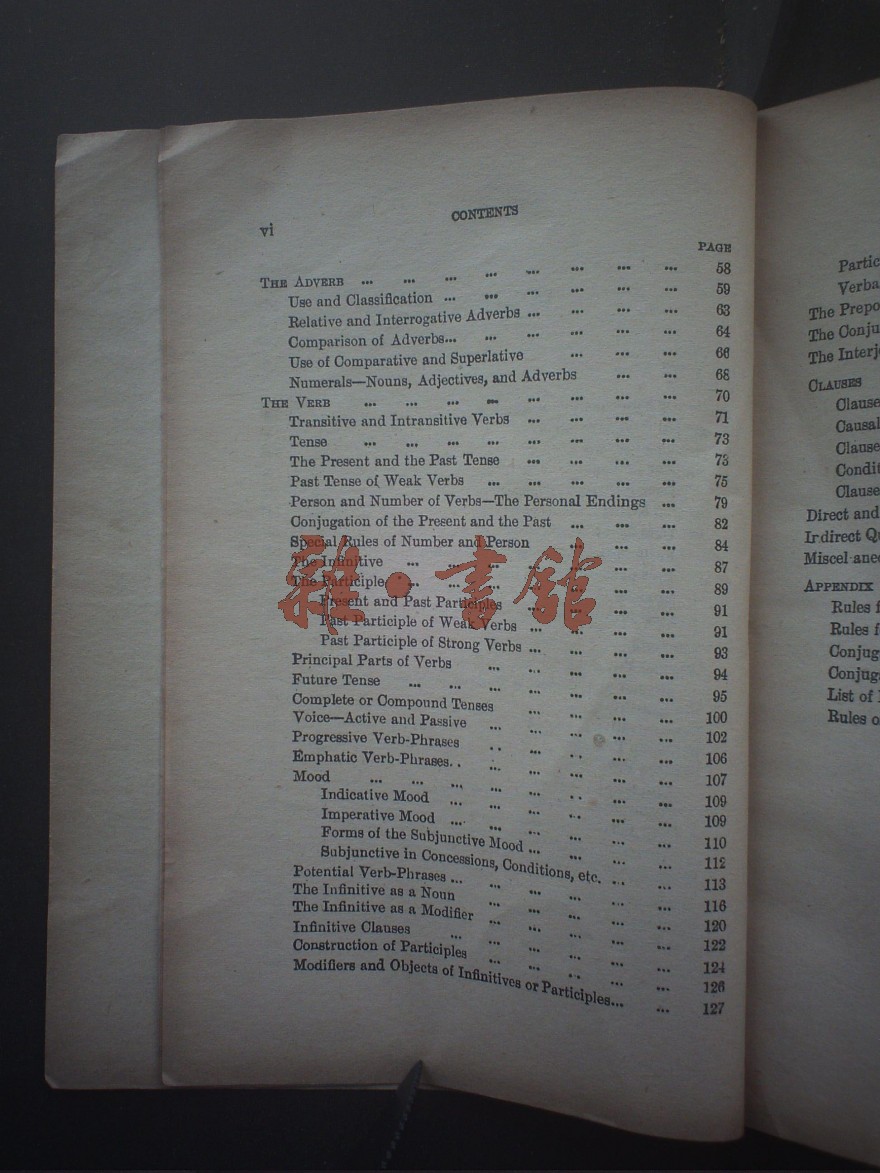 vi
CONTENTS
PAGE
THE ADVERB ... ... ... ... ... ... ... ... 58
Use and Classification ... ... ... ... ... ... 59
Relative and Interrogative Adverbs ... ... ... ... 63
Comparison of Adverbs... ... ... ... ... ... 64
Use of Comparative and Superlative ... ... ... 66
Numerals—Nouns, Adjectives, and Adverbs ... ... 68
THE VERB ... ... ... ... ... ... ... ... 70
Transitive and Intransitive Verbs ... ... ... ... 71
Tense ... ... ... ... ... ... ... ... 73
The Present and the Past Tense ... ... ... ... 73
Past Tense of Weak Verbs ... ... ... ... ... 75
Person and Number of Verbs—The Personal Endings ... 79
Conjugation of the Present and the Past ... ... ... 82
Special Rules of Number and Person ... ... ... 84
The Infinitive ... ... ... ... ... ... ... 87
The Participle ... ... ... ... ... ... ... 89
Present and Past Participles ... ... ... ... 91
Past Participle of Weak Verbs ... ... ... ... 91
Past Participle of Strong Verbs ... ... ... ... 93
Principal Parts of Verbs ... ... ... ... ... 94
Future Tense ... ... ... ... ... ... ... 95
Complete or Compound Tenses ... ... ... ... 100
Voice—Active and Passive ... ... ... ... ... 102
Progressive Verb-Phrases ... ... ... ... ... 106
Emphatic Verb-Phrases.. ... ... ... ... ... 107
Mood ... ... ... ... ... ... ... ... 109
Indicative Mood ... ... ... ... ... ... 109
Imperative Mood ... ... ... ... ... ... 110
Forms of the Subjunctive Mood ... ... ... ... 112
Subjunctive in Concessions, Conditions, etc. ... ... 113
Potential Verb-Phrases ... ... ... ... ... ... 116
The Infinitive as a Noun ... ... ... ... ... 120
The Infinitive as a Modifier ... ... ... ... ... 122
Infinitive Clauses ... ... ... ... ... ... 124
Construction of Participles ... ... ... ... ... 126
Modifiers and Objects of Infinitives or Participles... ... 127
雜·書館
Partic
Verba
The Prepo
The Conju
The Interj
CLAUSES
Clause
Causal
Clause
Condit
Clause
Direct and
Indirect Qu
Miscellaneo
APPENDIX
Rules f
Rules f
Conjug
Conjug
List of
Rules o